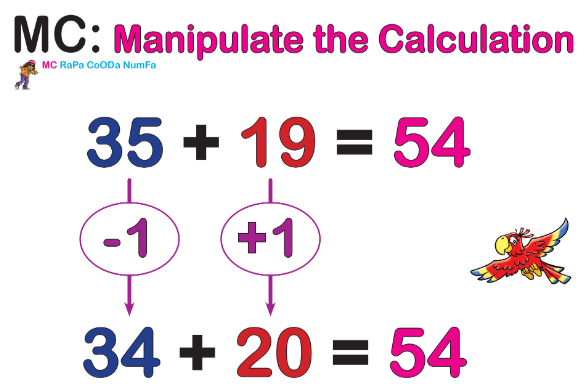 MC: Manipulate the Calculation
MC RaPa CoODa NumFa
35 + 19 = 54
-1 +1
34 + 20 = 54